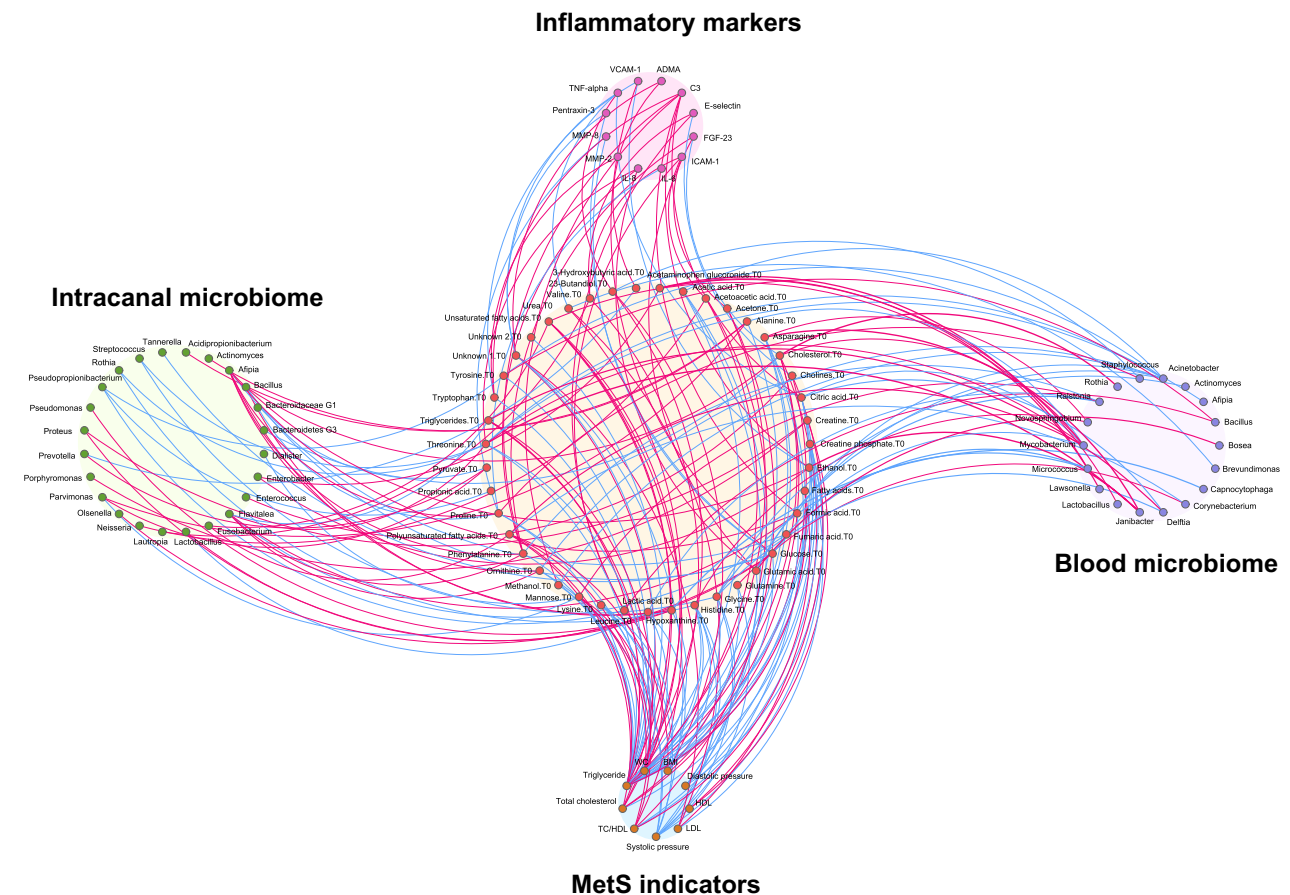 Inflammatory markers
VCAM-1
ADMA
TNF-alpha
C3
Pentraxin-3
E-selectin
MMP-8
FGF-23
MMP-2
ICAM-1
IL-8
IL-6
Intracanal microbiome
Tannerella
Acidipropionibacterium
Streptococcus
Actinomyces
Rothia
Afipia
Pseudopropionibacterium
Bacillus
Pseudomonas
Bacteroidaceae G1
Proteus
Bacteroidetes G3
Prevotella
Dialister
Porphyromonas
Enterobacter
Parvimonas
Enterococcus
Olsenella
Flavitalea
Neisseria
Fusobacterium
Lautropia
Lactobacillus
3-Hydroxybutyric acid.T0
Acetaminophen glucoronide.T0
23-Butandiol.T0
Acetic acid.T0
Valine.T0
Acetoacetic acid.T0
Urea.T0
Acetone.T0
Unsaturated fatty acids.T0
Alanine.T0
Unknown 2.T0
Asparagine.T0
Unknown 1.T0
Cholesterol.T0
Tyrosine.T0
Cholines.T0
Tryptophan.T0
Citric acid.T0
Triglycerides.T0
Creatine.T0
Threonine.T0
Creatine phosphate.T0
Pyruvate.T0
Ethanol.T0
Propionic acid.T0
Fatty acids.T0
Proline.T0
Formic acid.T0
Polyunsaturated fatty acids.T0
Fumaric acid.T0
Phenylalanine.T0
Glucose.T0
Ornithine.T0
Glutamic acid.T0
Methanol.T0
Glutamine.T0
Mannose.T0
Glycine.T0
Lysine.T0
Lactic acid.T0
Histidine.T0
Leucine.T0
Hypoxanthine.T0
Staphylococcus
Acinetobacter
Rothia
Actinomyces
Ralstonia
Afipia
Novosphingobium
Bacillus
Mycobacterium
Bosea
Micrococcus
Brevundimonas
Lawsonella
Capnocytophaga
Lactobacillus
Corynebacterium
Janibacter
Delftia
Blood microbiome
WC
BMI
Triglyceride
Diastolic pressure
Total cholesterol
HDL
TC/HDL
LDL
Systolic pressure
MetS indicators